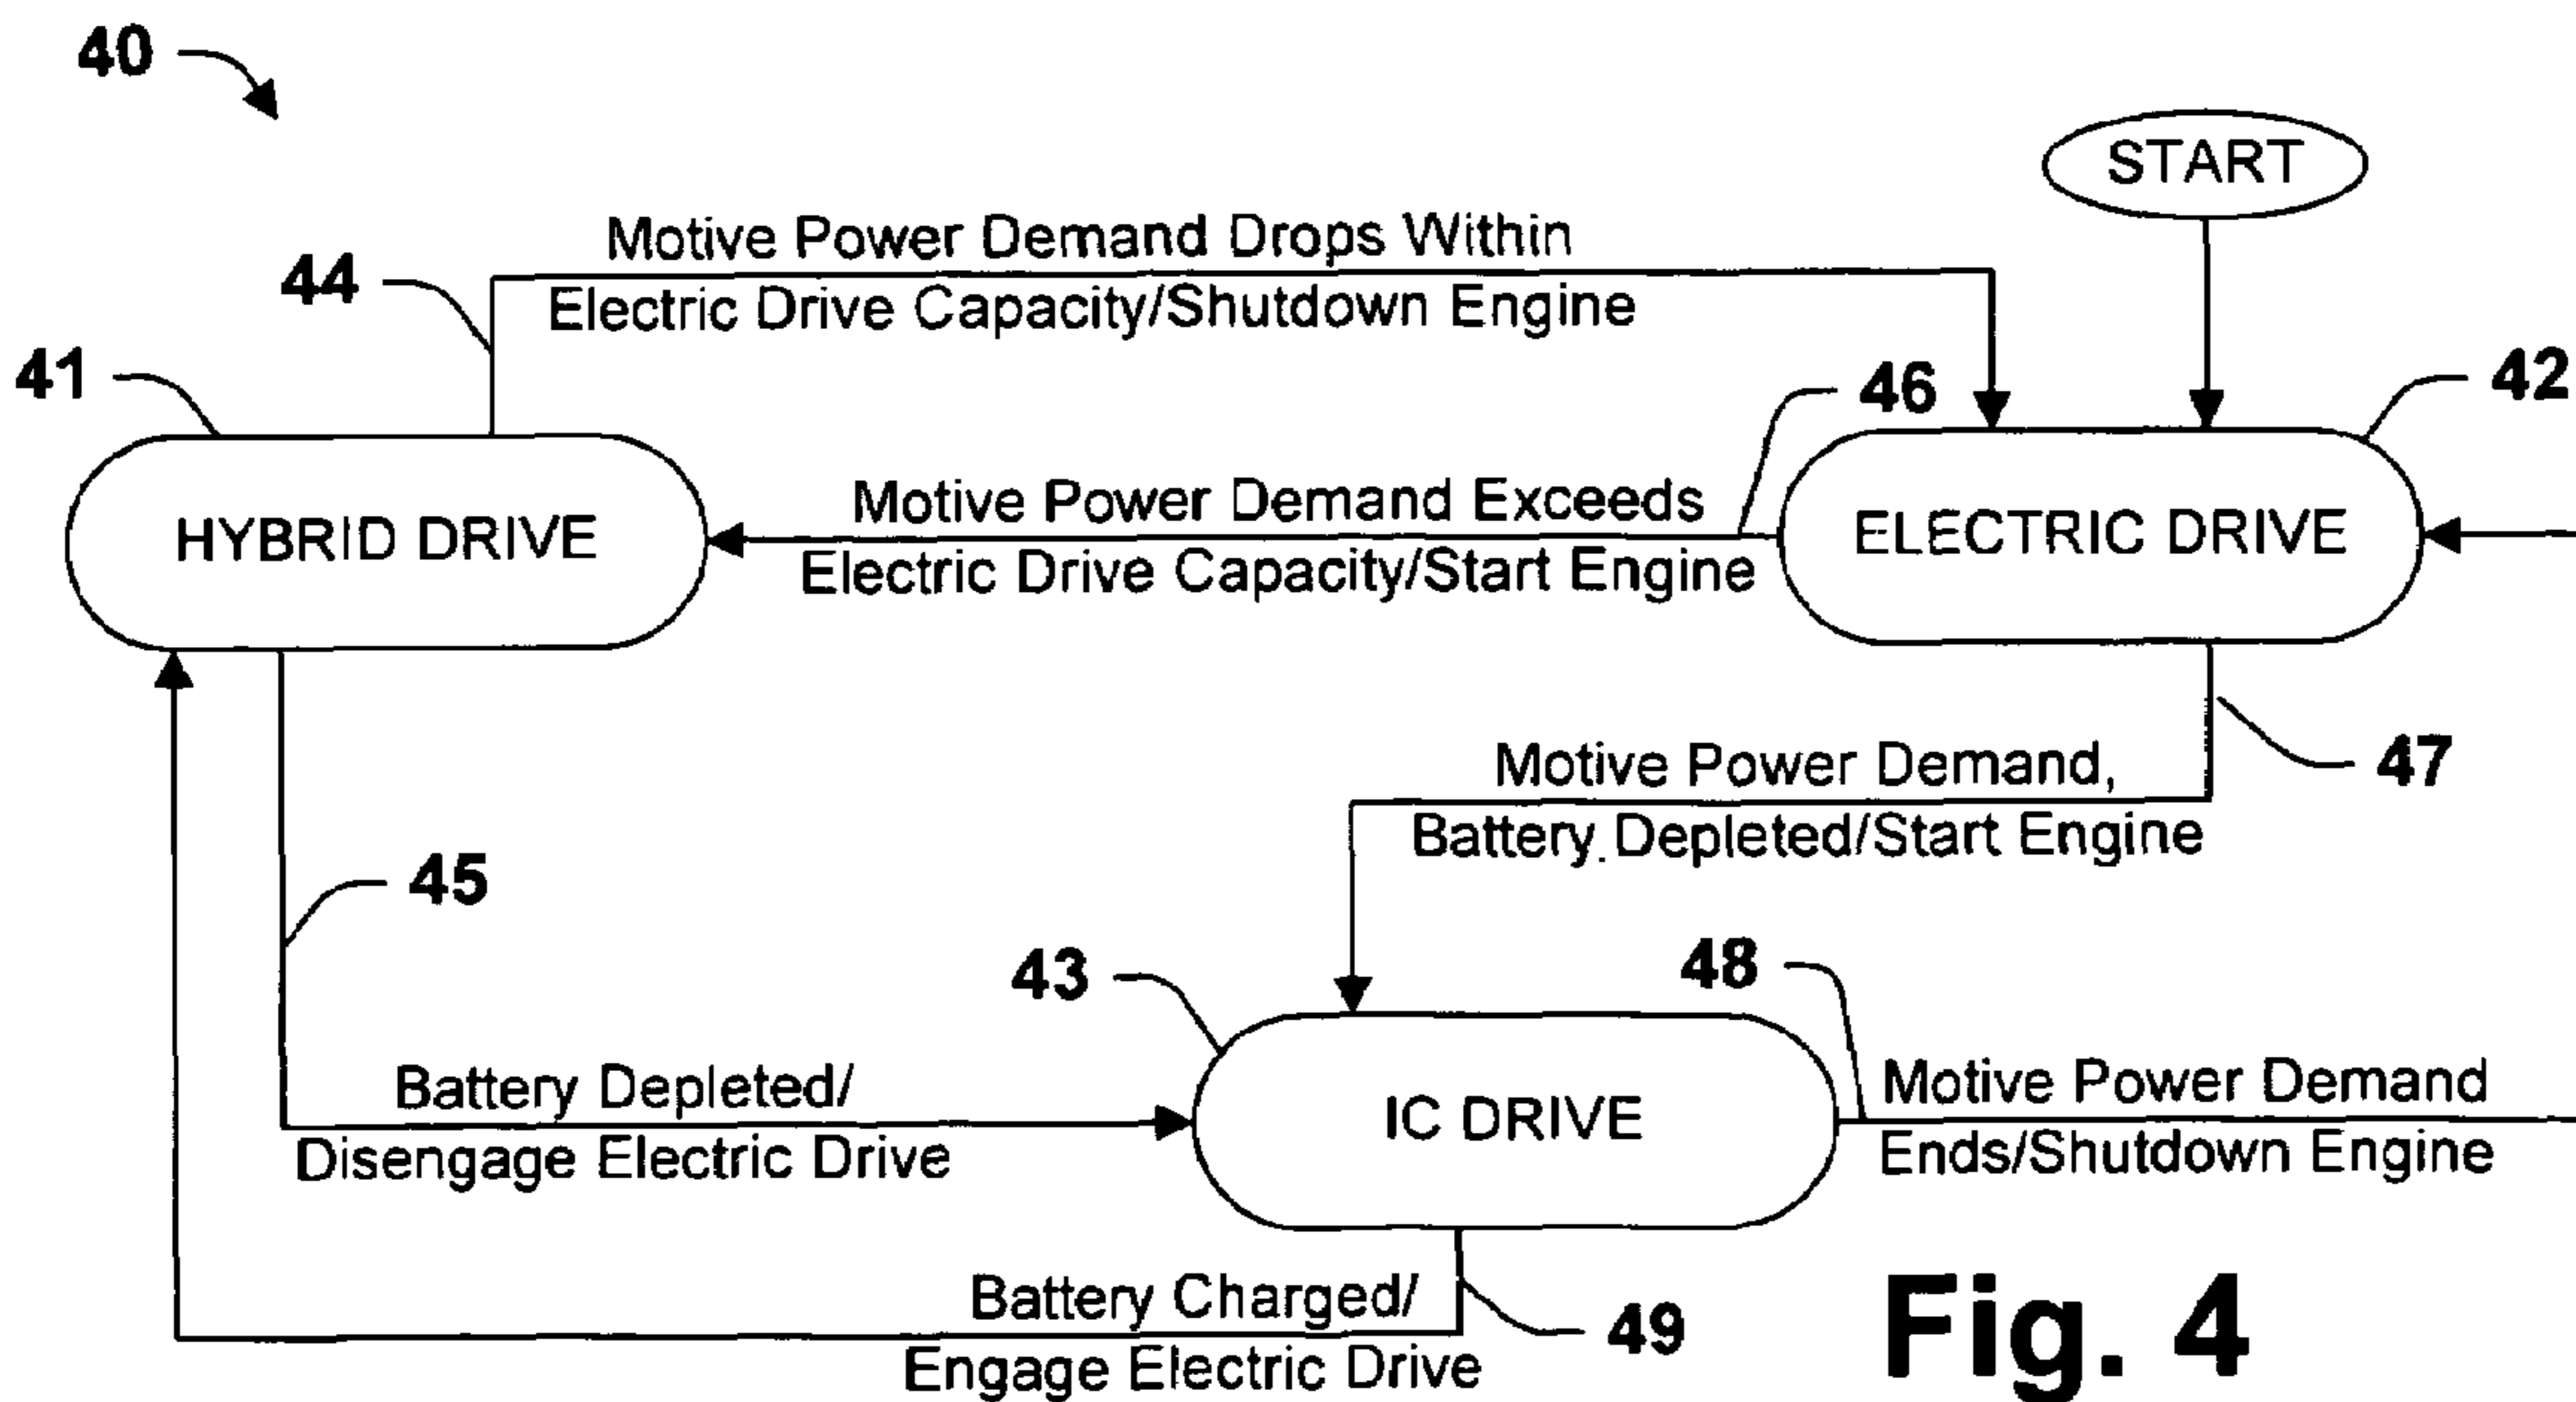 40
START
Motive Power Demand Drops Within
44
Electric Drive Capacity/Shutdown Engine
41
46
42
Motive Power Demand Exceeds
HYBRID DRIVE
ELECTRIC DRIVE
Electric Drive Capacity/Start Engine
Motive Power Demand,
47
Battery Depleted/Start Engine
45
43
48
Battery Depleted/
Motive Power Demand
IC DRIVE
Disengage Electric Drive
Ends/Shutdown Engine
Battery Charged/
49
Engage Electric Drive
Fig. 4